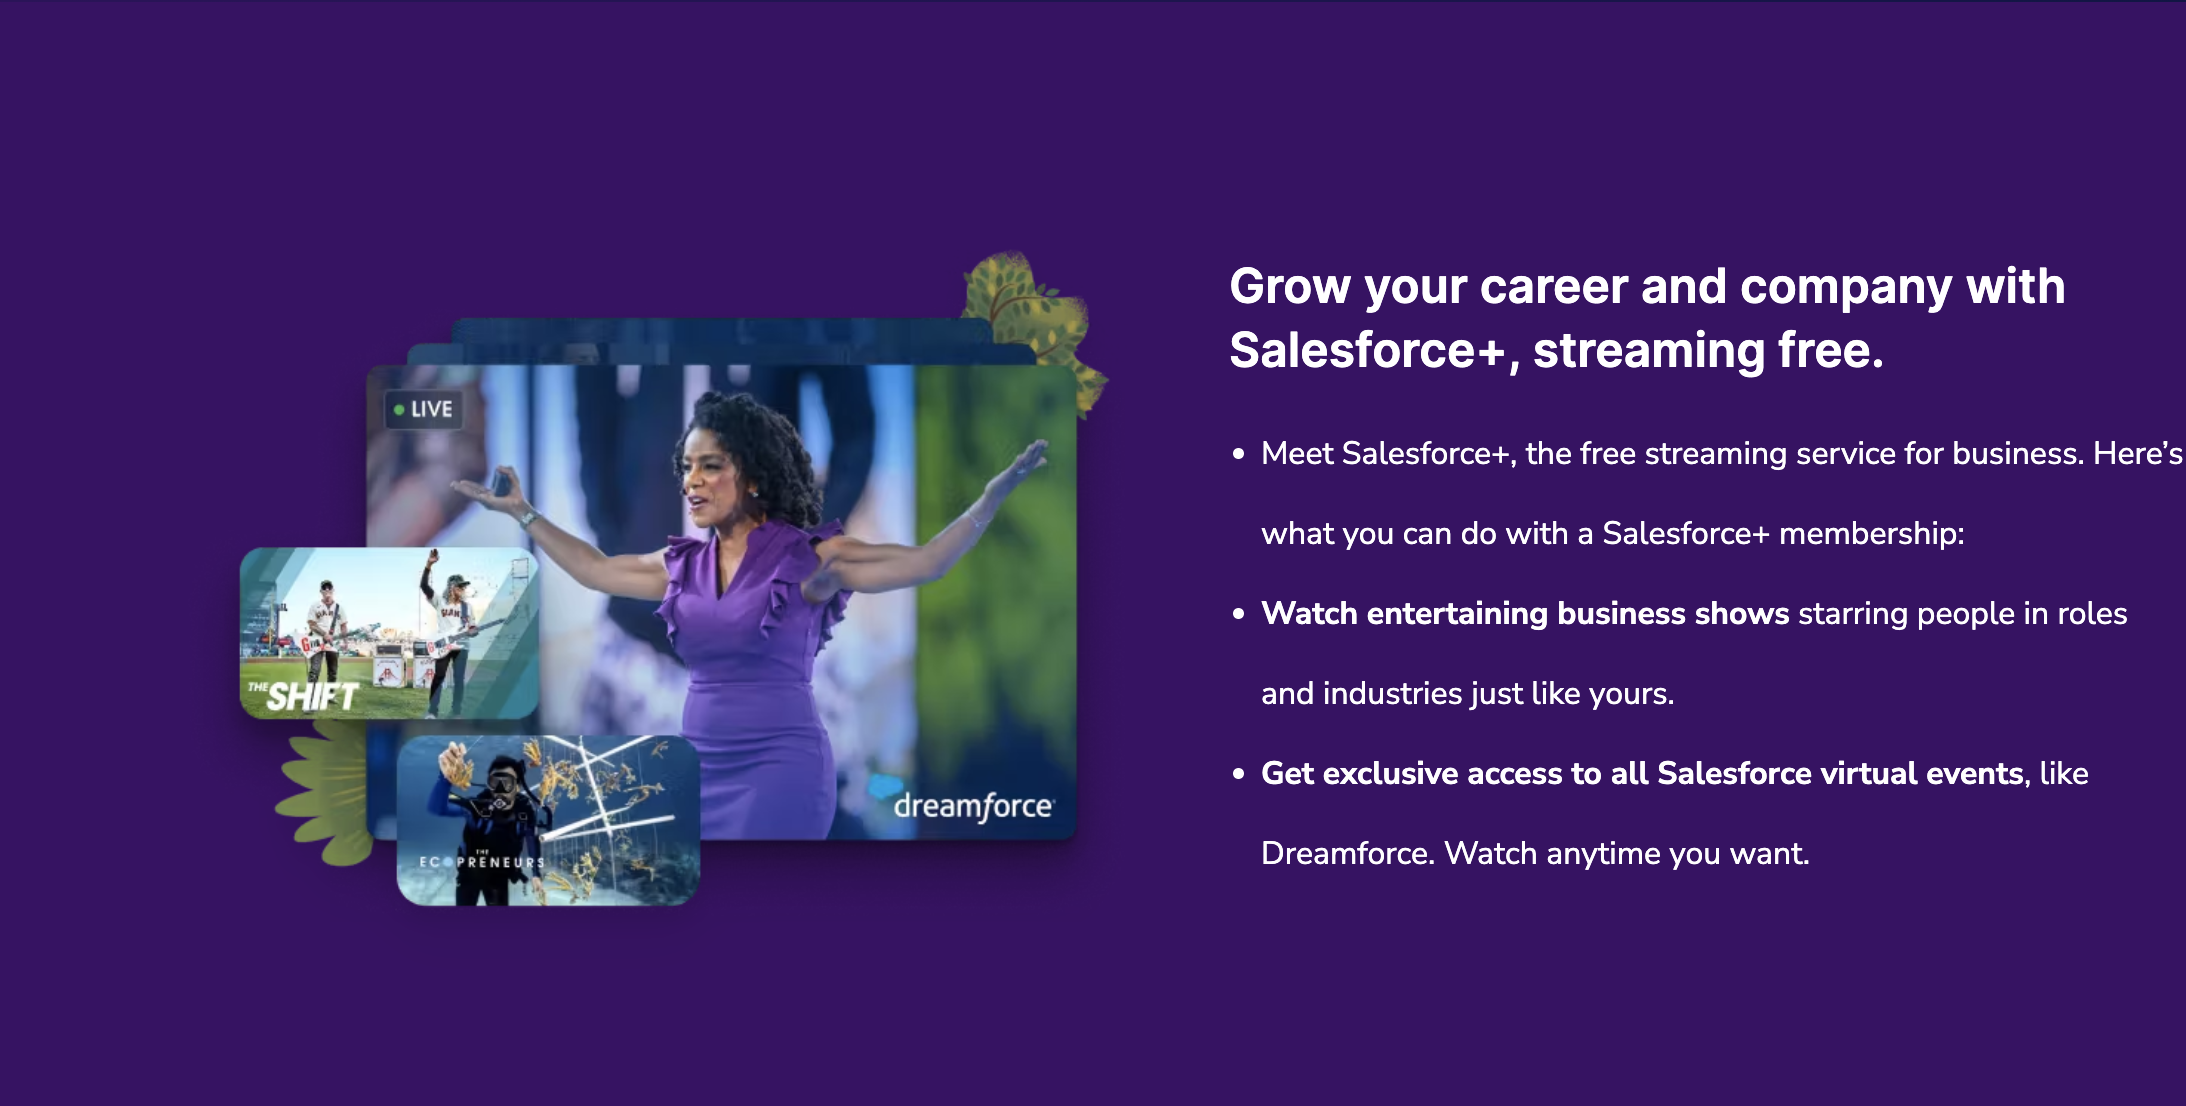 Grow your career and company with
Salesforce+, streaming free.
Meet Salesforce+, the free streaming service for business. Here’s
what you can do with a Salesforce+ membership:
Watch entertaining business shows starring people in roles
and industries just like yours.
Get exclusive access to all Salesforce virtual events, like
Dreamforce. Watch anytime you want.
LIVE
THE SHIFT
THE
ECOPRENEURS
dreamforce